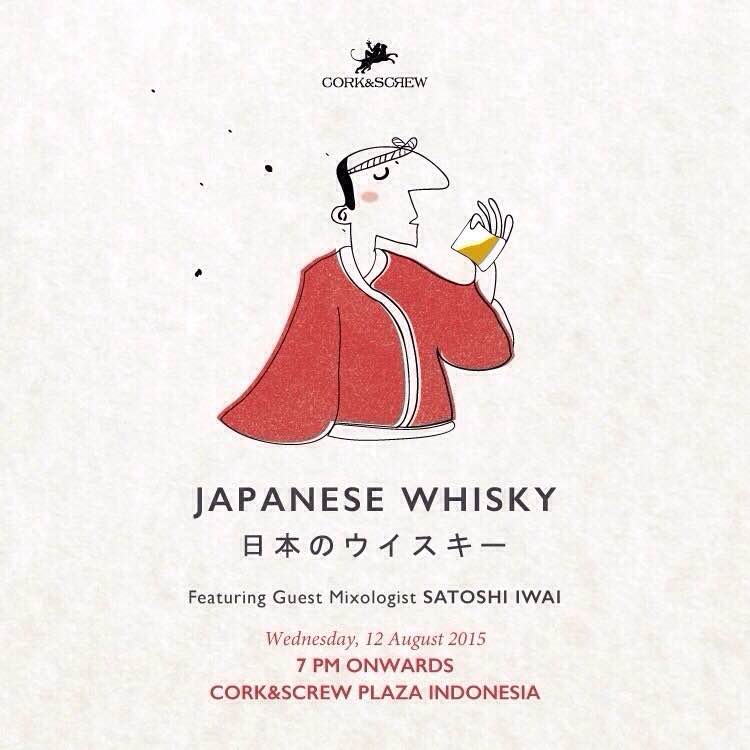 CORK&SCREW
JAPANESE WHISKY
日本のウイスキー
Featuring Guest Mixologist SATOSHI IWAI
Wednesday, 12 August 2015
7 PM ONWARDS
CORK&SCREW PLAZA INDONESIA